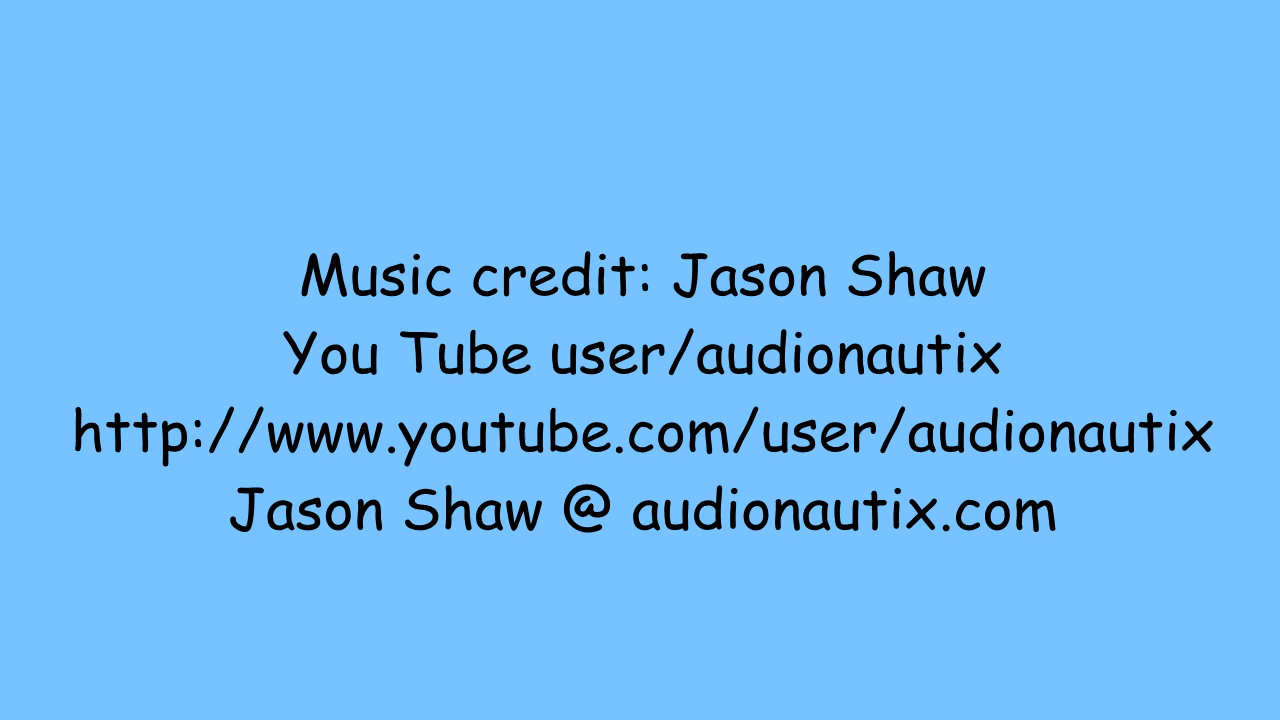 Music credit: Jason Shaw
You Tube user/audionautix
http://www.youtube.com/user/audionautix
Jason Shaw @ audionautix.com